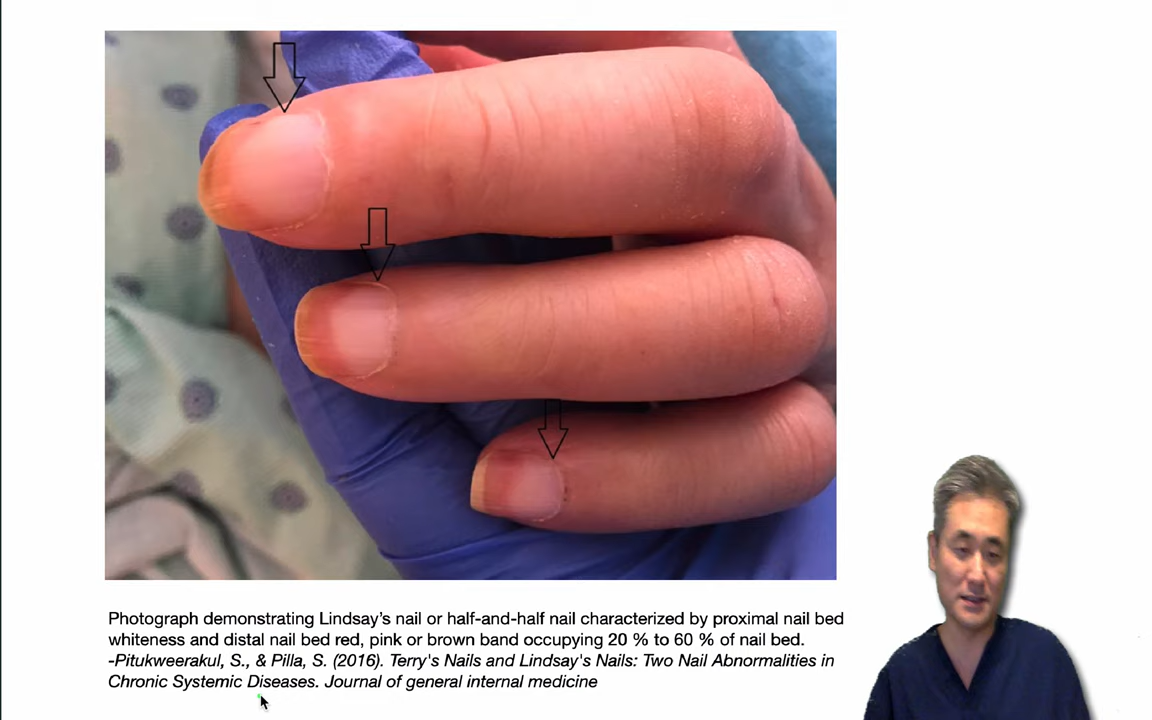 Photograph demonstrating Lindsay's nail or half-and-half nail characterized by proximal nail bed
whiteness and distal nail bed red, pink or brown band occupying 20 % to 60 % of nail bed.
-Pitukweerakul, S., & Pilla, S. (2016). Terry's Nails and Lindsay's Nails: Two Nail Abnormalities in
Chronic Systemic Diseases. Journal of general internal medicine